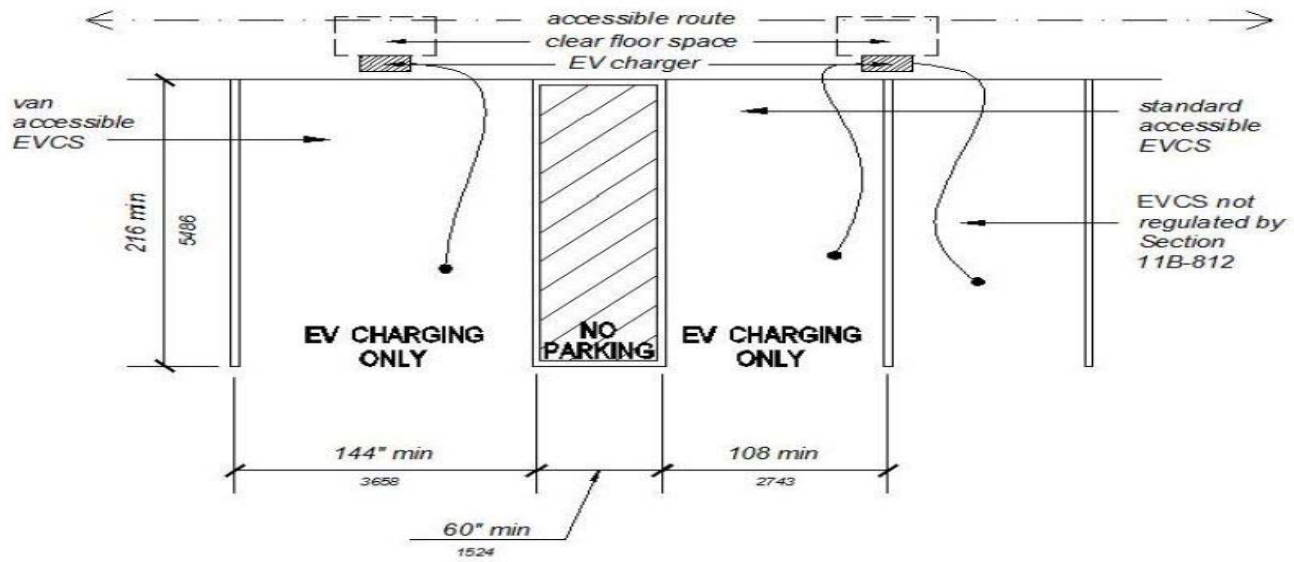 accessible route
clear floor space
EV charger
van
accessible
EVCS
standard
accessible
EVCS
216 min
5486
EVCS not
regulated by
Section
11B-812
EV CHARGING
ONLY
NO
PARKING
EV CHARGING
ONLY
144" min
3658
108 min
2743
60" min
1524